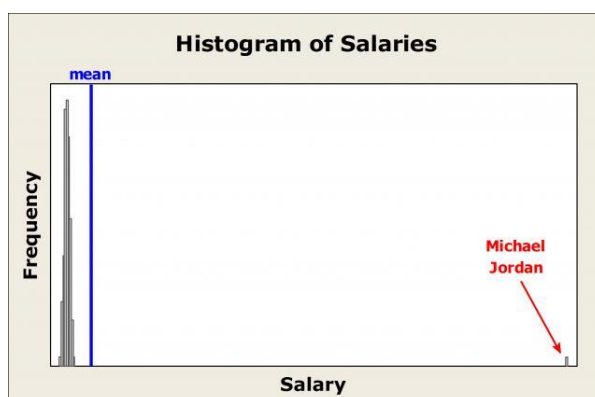 Histogram of Salaries
mean
Frequency
Michael
Jordan
Salary